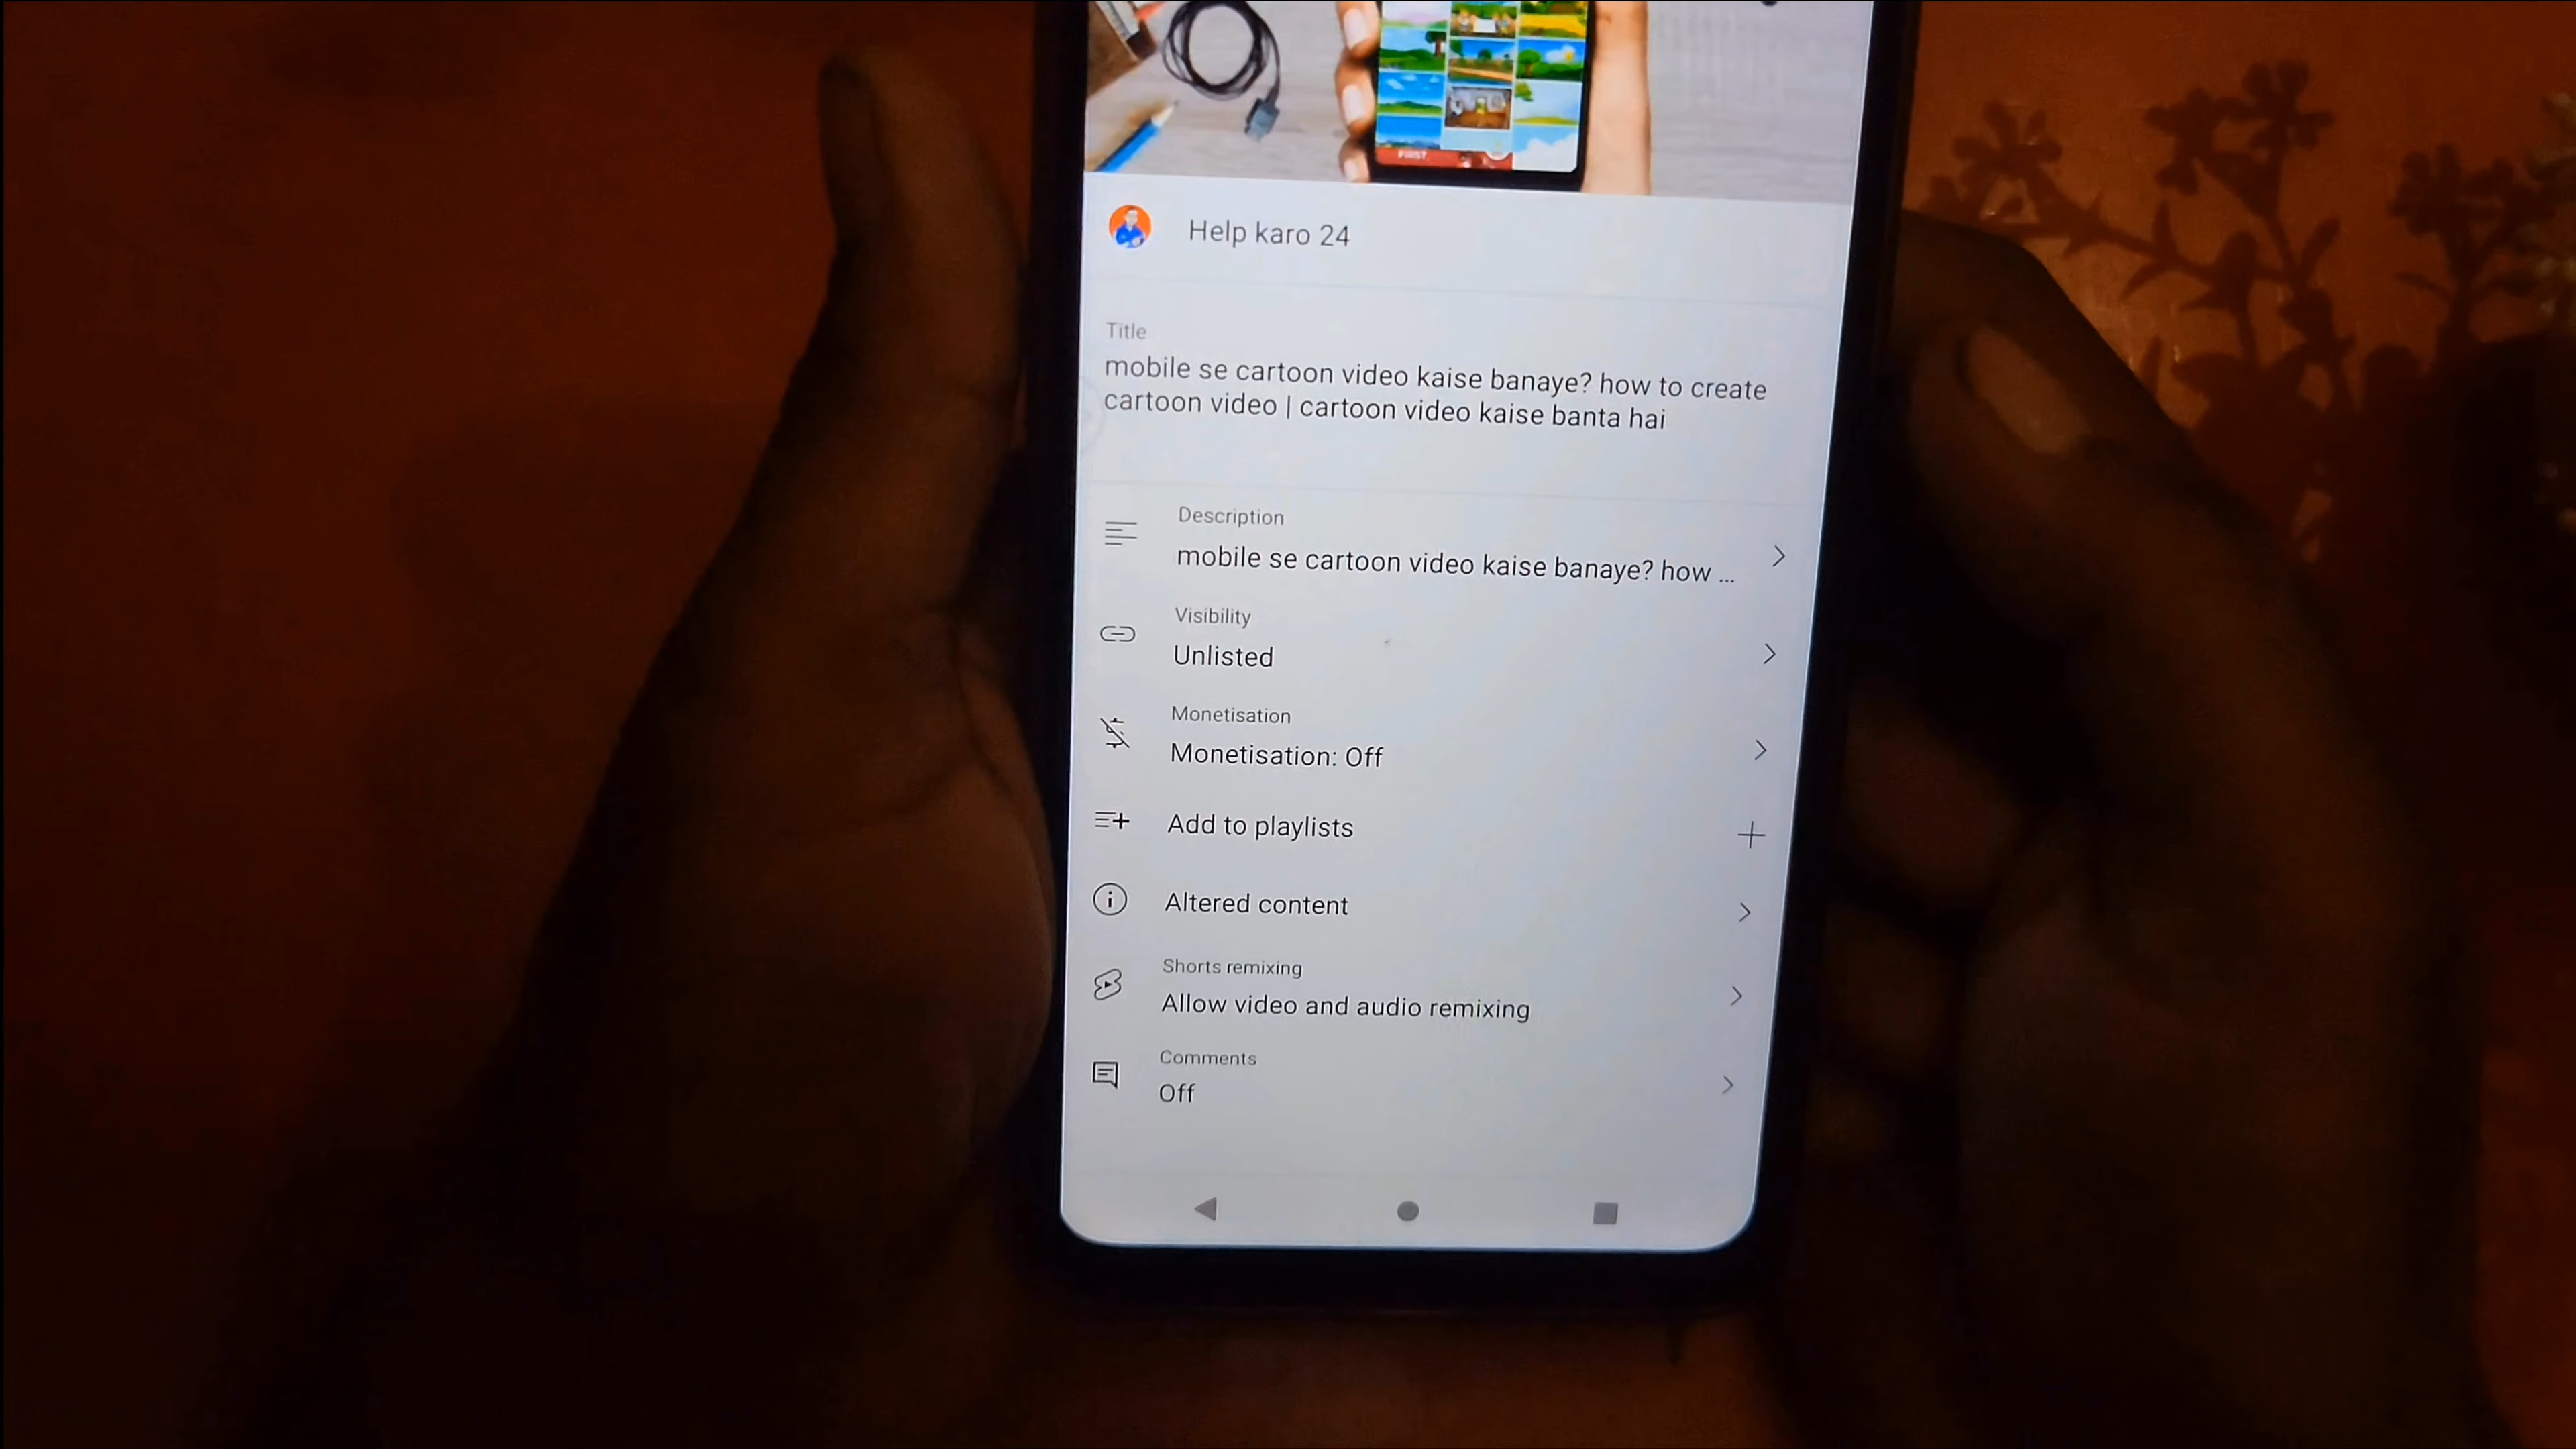 FIRST
Help karo 24
Title
mobile se cartoon video kaise banaye? how to create
cartoon video | cartoon video kaise banta hai
Description
mobile se cartoon video kaise banaye? how ...
Visibility
Unlisted
Monetisation
Monetisation: Off
Add to playlists
Altered content
Shorts remixing
Allow video and audio remixing
Comments
Off